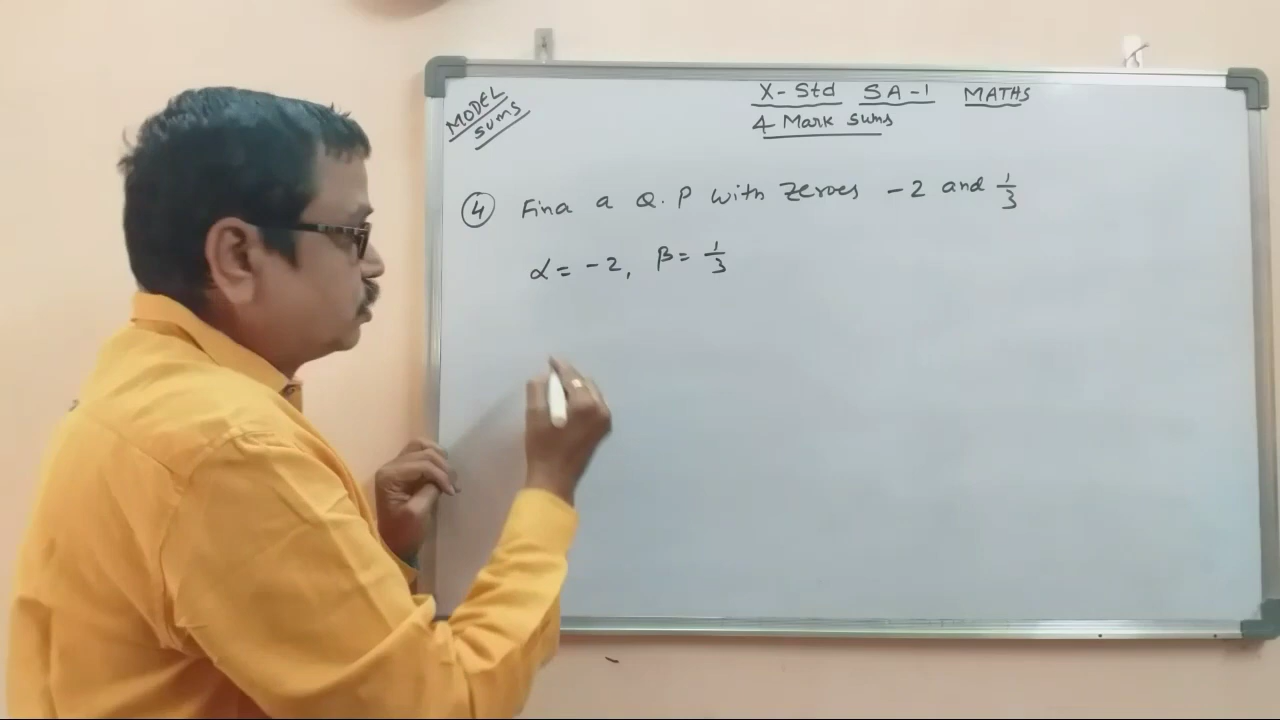 MODEL
SUMS
X- Std SA-1 MATHS
4 Mark sums
④ Find a Q.P with zeroes -2 and 1/3
α = -2, β = 1/3